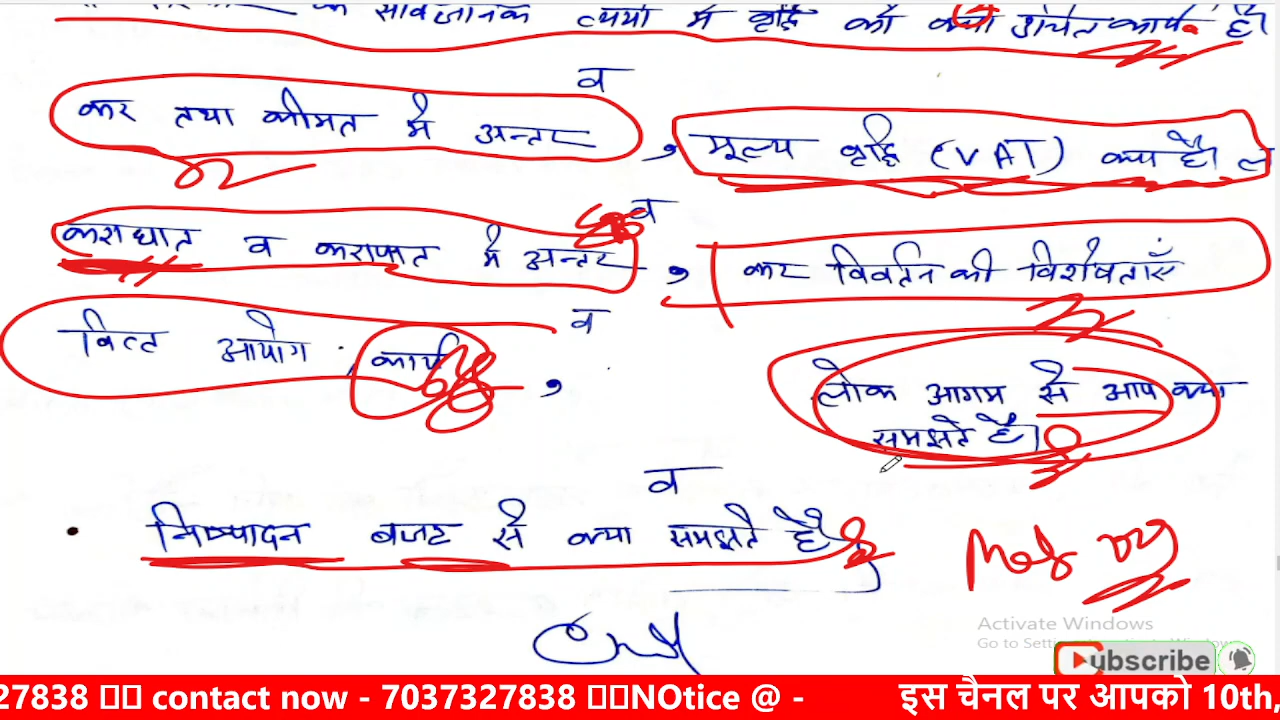 सार्वजनिक व्ययों में वृद्धि को क्या उचित कार्य है।
व
कर तथा कीमत में अन्तर , मूल्य वृद्धि (VAT) क्या है।
व
कराघात व करापात में अन्तर , कर विवर्तन की विशेषताएँ
व
वित्त आयोग , कार्य ,
लोक आगम से आप क्या
समझते है।
व
• निष्पादन बजट से क्या समझते है
End
Activate Windows
Go to Settings to activate Windows.
Subscribe
27838 contact now - 7037327838 NOtice @ - इस चैनल पर आपको 10th,